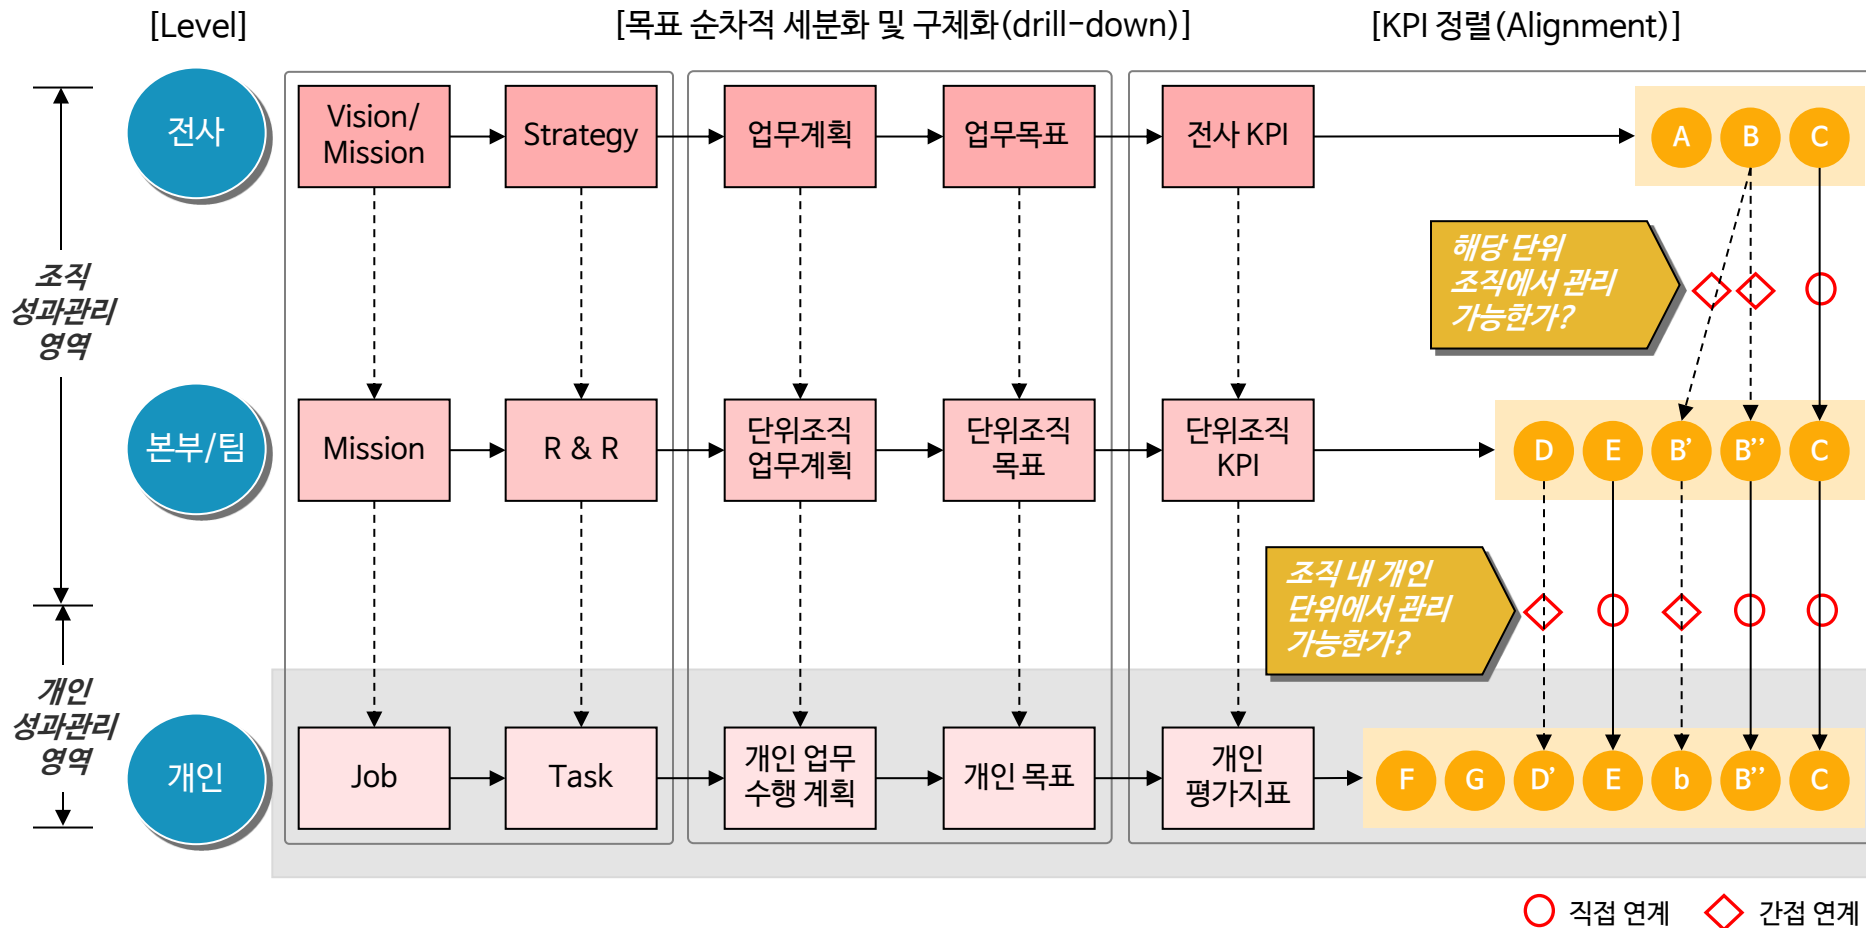 [Level]
[목표 순차적 세분화 및 구체화(drill-down)]
[KPI 정렬(Alignment)]
전사
Vision/
Mission
Strategy
업무계획
업무목표
전사 KPI
A
B
C
조직
성과관리
영역
해당 단위
조직에서 관리
가능한가?
본부/팀
Mission
R & R
단위조직
업무계획
단위조직
목표
단위조직
KPI
D
E
B'
B''
C
조직 내 개인
단위에서 관리
가능한가?
개인
성과관리
영역
개인
Job
Task
개인 업무
수행 계획
개인 목표
개인
평가지표
F
G
D'
E
b
B''
C
직접 연계
간접 연계